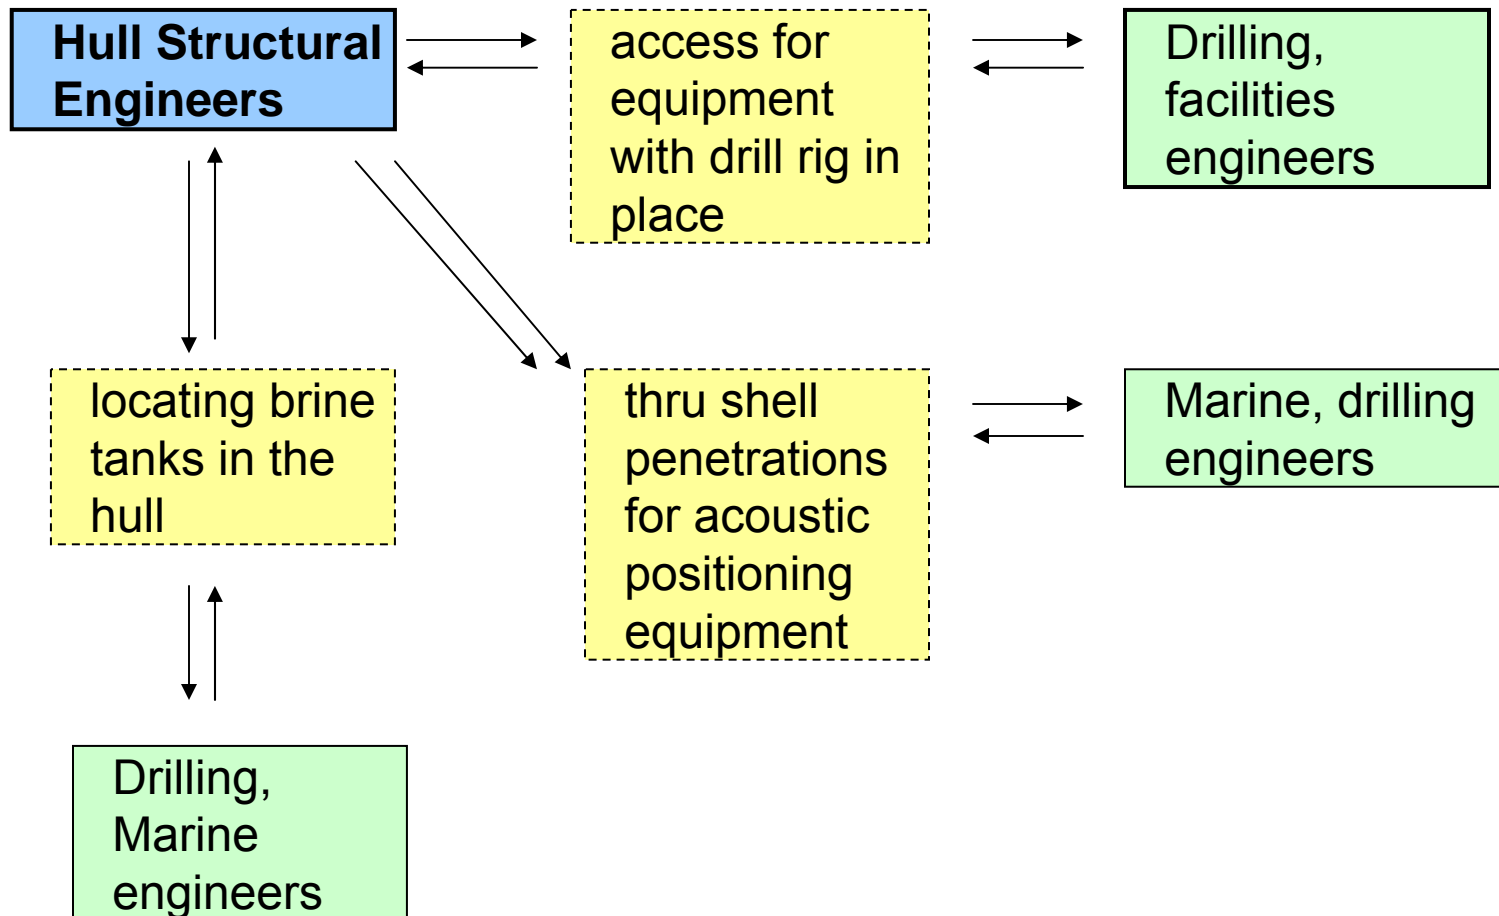 Hull Structural
Engineers
access for
equipment
with drill rig in
place
Drilling,
facilities
engineers
locating brine
tanks in the
hull
thru shell
penetrations
for acoustic
positioning
equipment
Marine, drilling
engineers
Drilling,
Marine
engineers